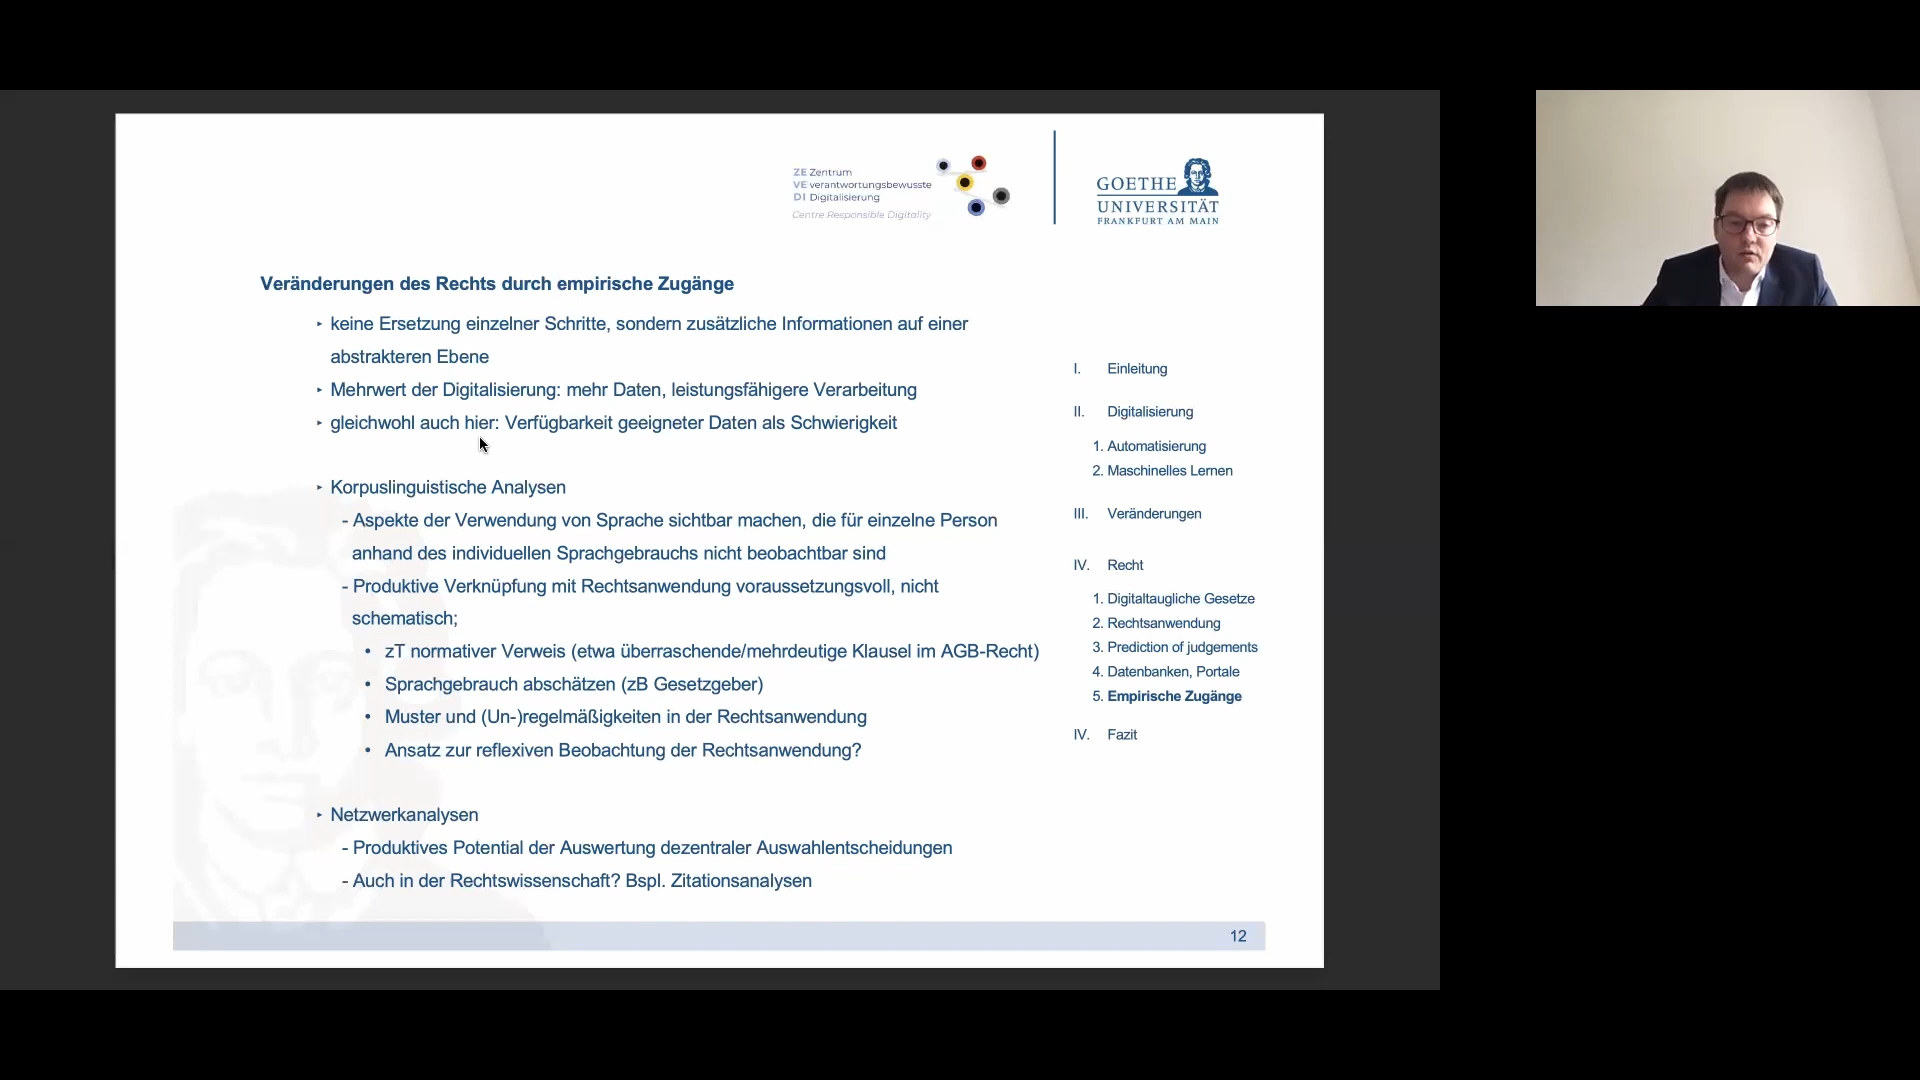 ZE Zentrum
VE verantwortungsbewusste
DI Digitalisierung
Centre Responsible Digitality
GOETHE
UNIVERSITÄT
FRANKFURT AM MAIN
Veränderungen des Rechts durch empirische Zugänge
‣ keine Ersetzung einzelner Schritte, sondern zusätzliche Informationen auf einer
abstrakteren Ebene
‣ Mehrwert der Digitalisierung: mehr Daten, leistungsfähigere Verarbeitung
‣ gleichwohl auch hier: Verfügbarkeit geeigneter Daten als Schwierigkeit
‣ Korpuslinguistische Analysen
- Aspekte der Verwendung von Sprache sichtbar machen, die für einzelne Person
anhand des individuellen Sprachgebrauchs nicht beobachtbar sind
- Produktive Verknüpfung mit Rechtsanwendung voraussetzungsvoll, nicht
schematisch;
• zT normativer Verweis (etwa überraschende/mehrdeutige Klausel im AGB-Recht)
• Sprachgebrauch abschätzen (zB Gesetzgeber)
• Muster und (Un-)regelmäßigkeiten in der Rechtsanwendung
• Ansatz zur reflexiven Beobachtung der Rechtsanwendung?
‣ Netzwerkanalysen
- Produktives Potential der Auswertung dezentraler Auswahlentscheidungen
- Auch in der Rechtswissenschaft? Bspl. Zitationsanalysen
I. Einleitung
II. Digitalisierung
1. Automatisierung
2. Maschinelles Lernen
III. Veränderungen
IV. Recht
1. Digitaltaugliche Gesetze
2. Rechtsanwendung
3. Prediction of judgements
4. Datenbanken, Portale
5. Empirische Zugänge
IV. Fazit
12